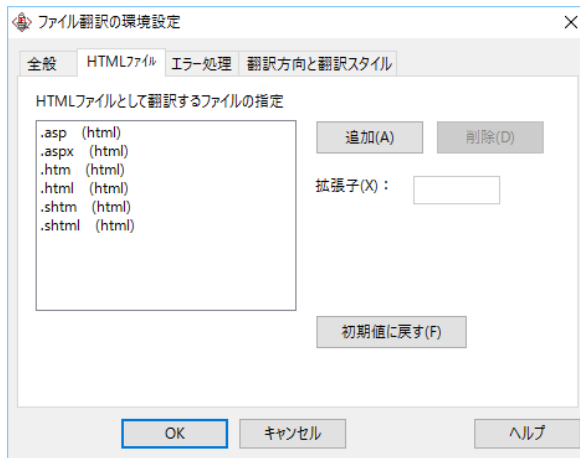 ファイル翻訳の環境設定
全般 HTMLファイル エラー処理 翻訳方向と翻訳スタイル
HTMLファイルとして翻訳するファイルの指定
.asp (html)
.aspx (html)
.htm (html)
.html (html)
.shtm (html)
.shtml (html)
追加(A) 削除(D)
拡張子(X)：
初期値に戻す(F)
OK キャンセル ヘルプ